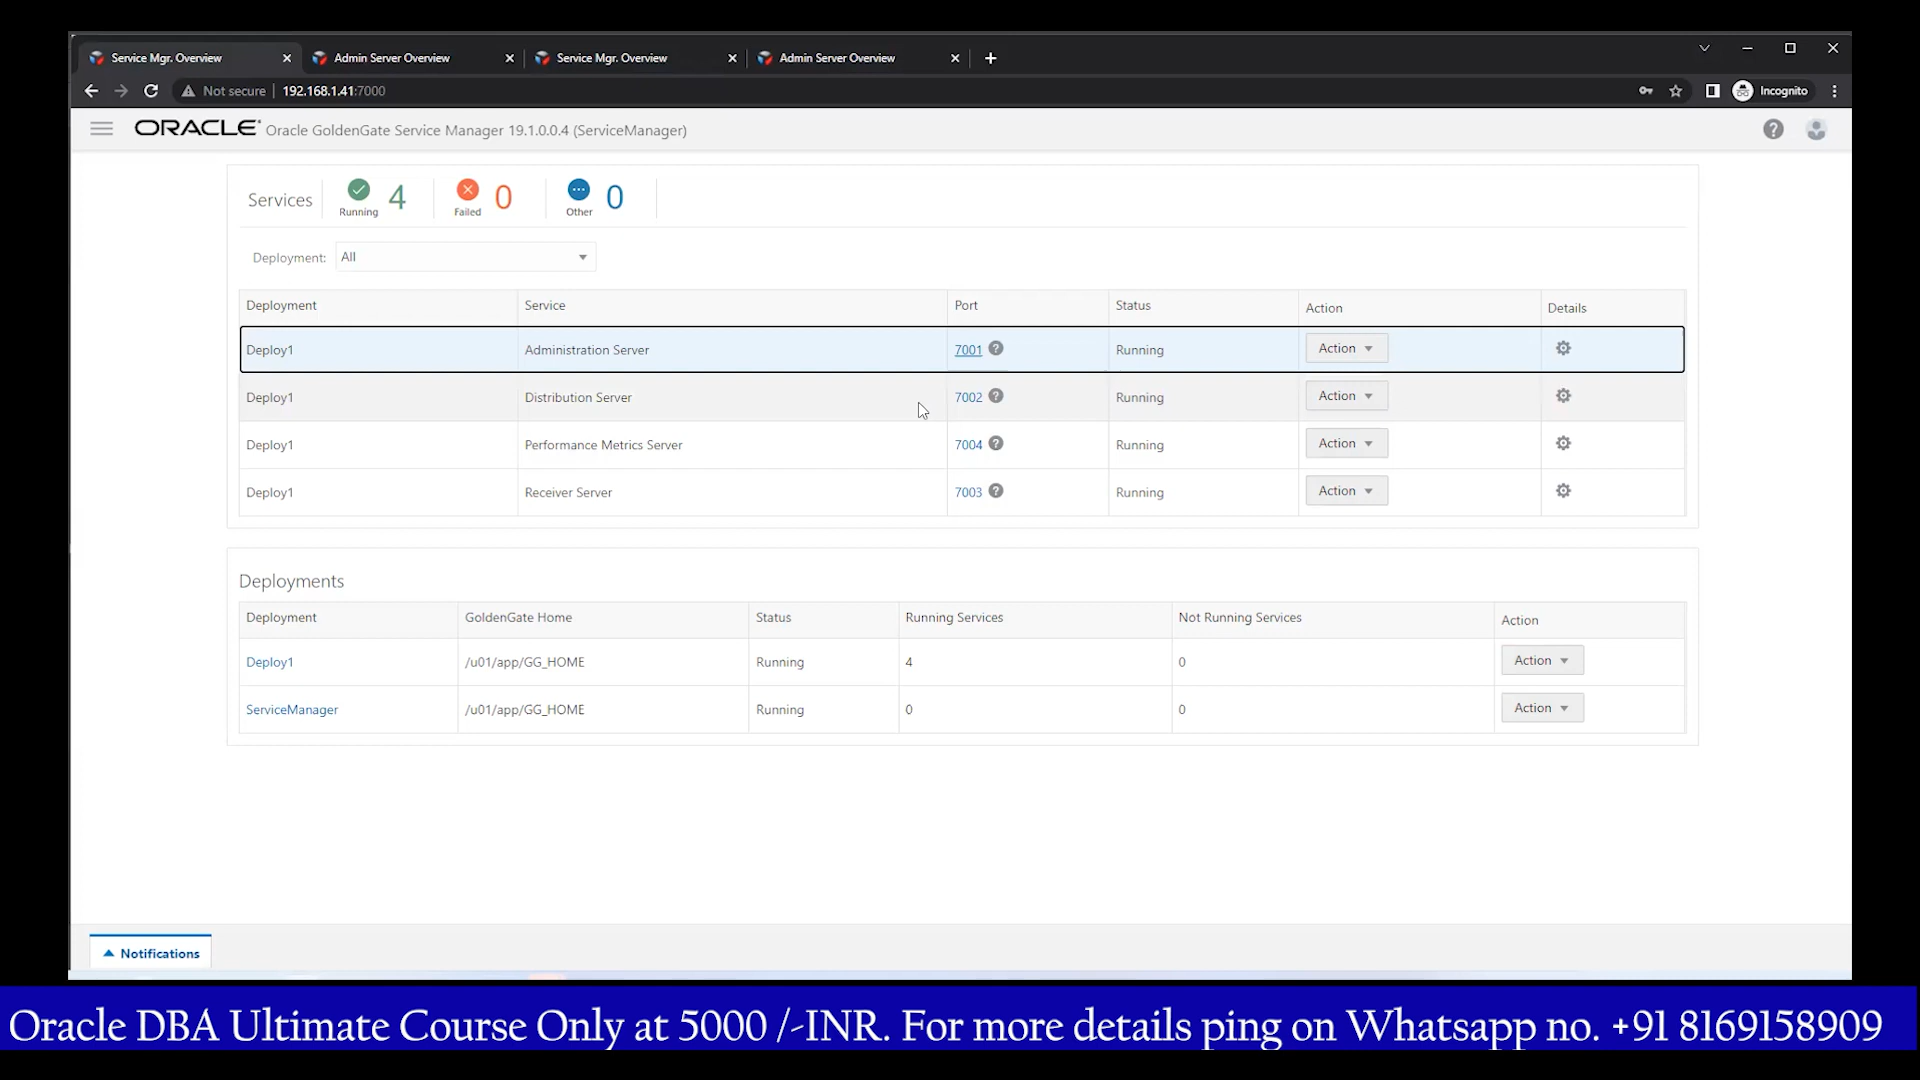 Service Mgr. Overview
Admin Server Overview
Service Mgr. Overview
Admin Server Overview
Not secure
192.168.1.41:7000
Incognito
ORACLE Oracle GoldenGate Service Manager 19.1.0.0.4 (ServiceManager)
Services
Running 4
Failed 0
Other 0
Deployment: All
Deployment Service Port Status Action Details
Deploy1 Administration Server 7001 Running Action
Deploy1 Distribution Server 7002 Running Action
Deploy1 Performance Metrics Server 7004 Running Action
Deploy1 Receiver Server 7003 Running Action
Deployments
Deployment GoldenGate Home Status Running Services Not Running Services Action
Deploy1 /u01/app/GG_HOME Running 4 0 Action
ServiceManager /u01/app/GG_HOME Running 0 0 Action
Notifications
Oracle DBA Ultimate Course Only at 5000 /-INR. For more details ping on Whatsapp no. +91 8169158909